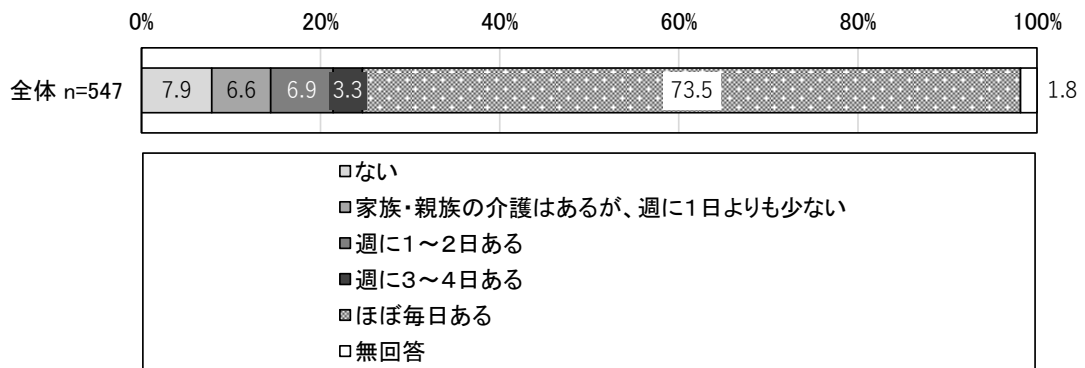 0% 20% 40% 60% 80% 100%
全体 n=547 7.9 6.6 6.9 3.3 73.5 1.8
ない
家族・親族の介護はあるが、週に1日よりも少ない
週に1～2日ある
週に3～4日ある
ほぼ毎日ある
無回答